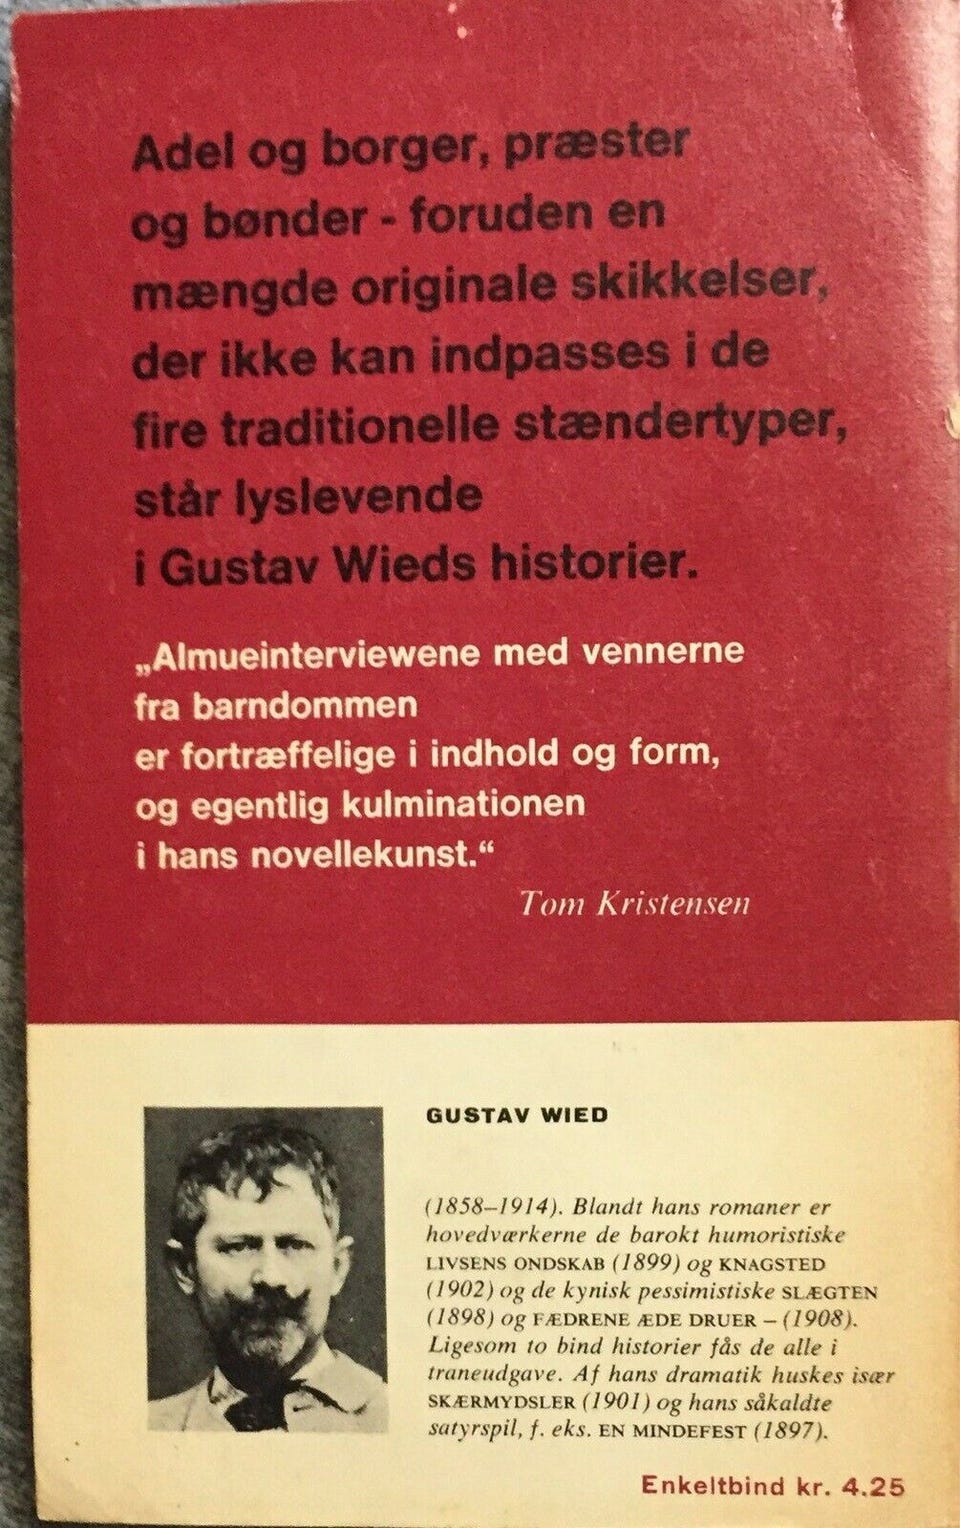 Adel og borger, præster
og bønder - foruden en
mængde originale skikkelser,
der ikke kan indpasses i de
fire traditionelle stændertyper,
står lyslevende
i Gustav Wieds historier.
„Almueinterviewene med vennerne
fra barndommen
er fortræffelige i indhold og form,
og egentlig kulminationen
i hans novellekunst.“
Tom Kristensen
GUSTAV WIED
(1858–1914). Blandt hans romaner er
hovedværkerne de barokt humoristiske
LIVSENS ONDSKAB (1899) og KNAGSTED
(1902) og de kynisk pessimistiske SLÆGTEN
(1898) og FÆDRENE ÆDE DRUER – (1908).
Ligesom to bind historier fås de alle i
traneudgave. Af hans dramatik huskes især
SKÆRMYDSLER (1901) og hans såkaldte
satyrspil, f. eks. EN MINDEFEST (1897).
Enkeltbind kr. 4.25